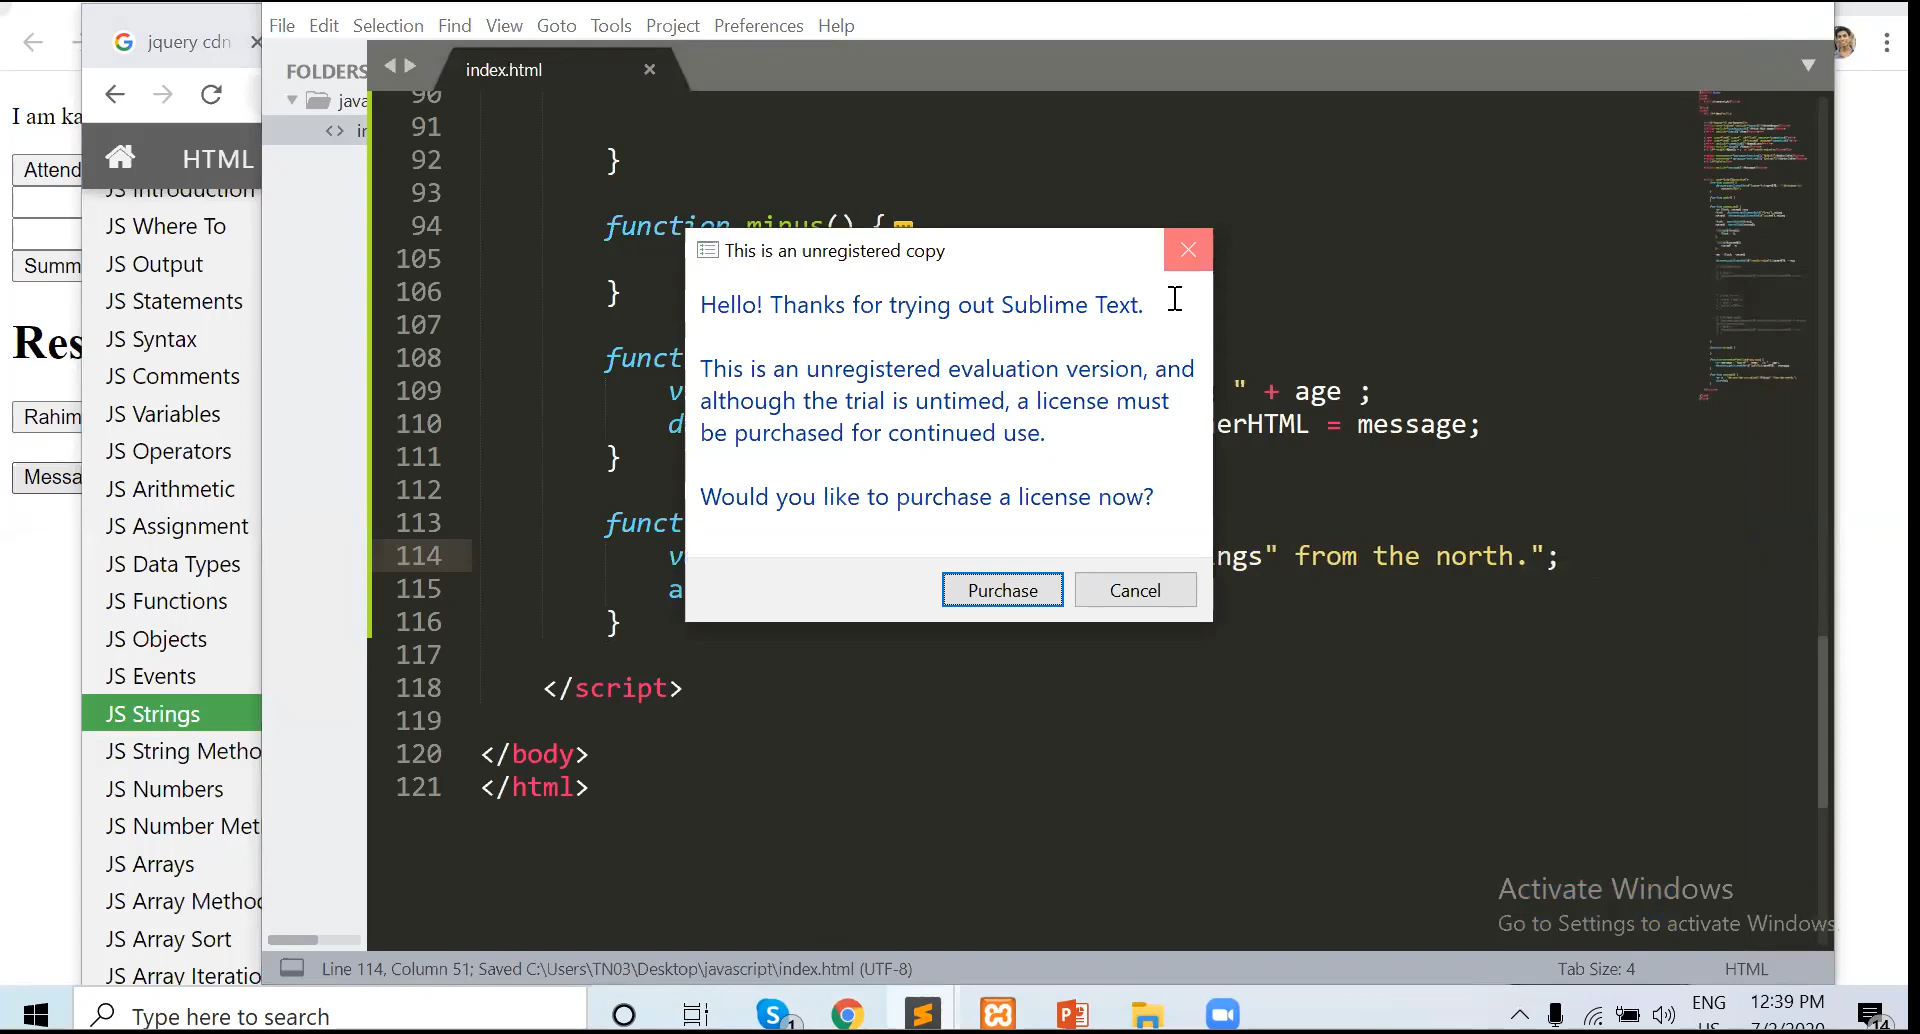 File Edit Selection Find View Goto Tools Project Preferences Help
jquery cdn
FOLDERS
index.html
java
I am ka
HTML
Attend
Summ
Res
Rahim
Messa
JS Introduction
JS Where To
JS Output
JS Statements
JS Syntax
JS Comments
JS Variables
JS Operators
JS Arithmetic
JS Assignment
JS Data Types
JS Functions
JS Objects
JS Events
JS Strings
JS String Metho
JS Numbers
JS Number Met
JS Arrays
JS Array Metho
JS Array Sort
JS Array Iteratio
90
91
92 }
93
94 function minus() {
105
106 }
107
108 funct
109 v " + age ;
110 d erHTML = message;
111 }
112
113 funct
114 v ngs" from the north.";
115 a
116 }
117
118 </script>
119
120 </body>
121 </html>
This is an unregistered copy
Hello! Thanks for trying out Sublime Text.
This is an unregistered evaluation version, and
although the trial is untimed, a license must
be purchased for continued use.
Would you like to purchase a license now?
Purchase Cancel
Activate Windows
Go to Settings to activate Windows.
Line 114, Column 51; Saved C:\Users\TN03\Desktop\javascript\index.html (UTF-8) Tab Size: 4 HTML
Type here to search
1
ENG
12:39 PM
14